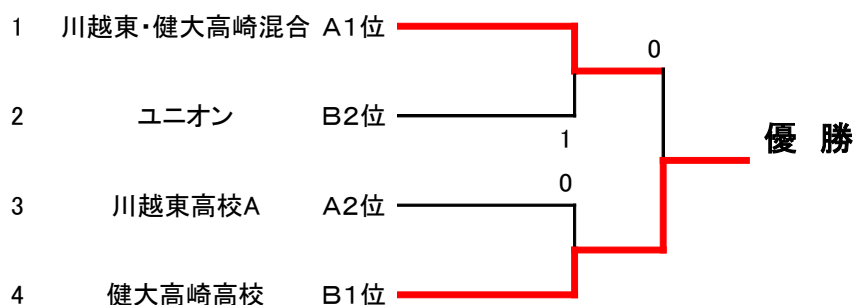 1 川越東・健大高崎混合 A1位
0
2 ユニオン B2位
1
優 勝
0
3 川越東高校A A2位
4 健大高崎高校 B1位